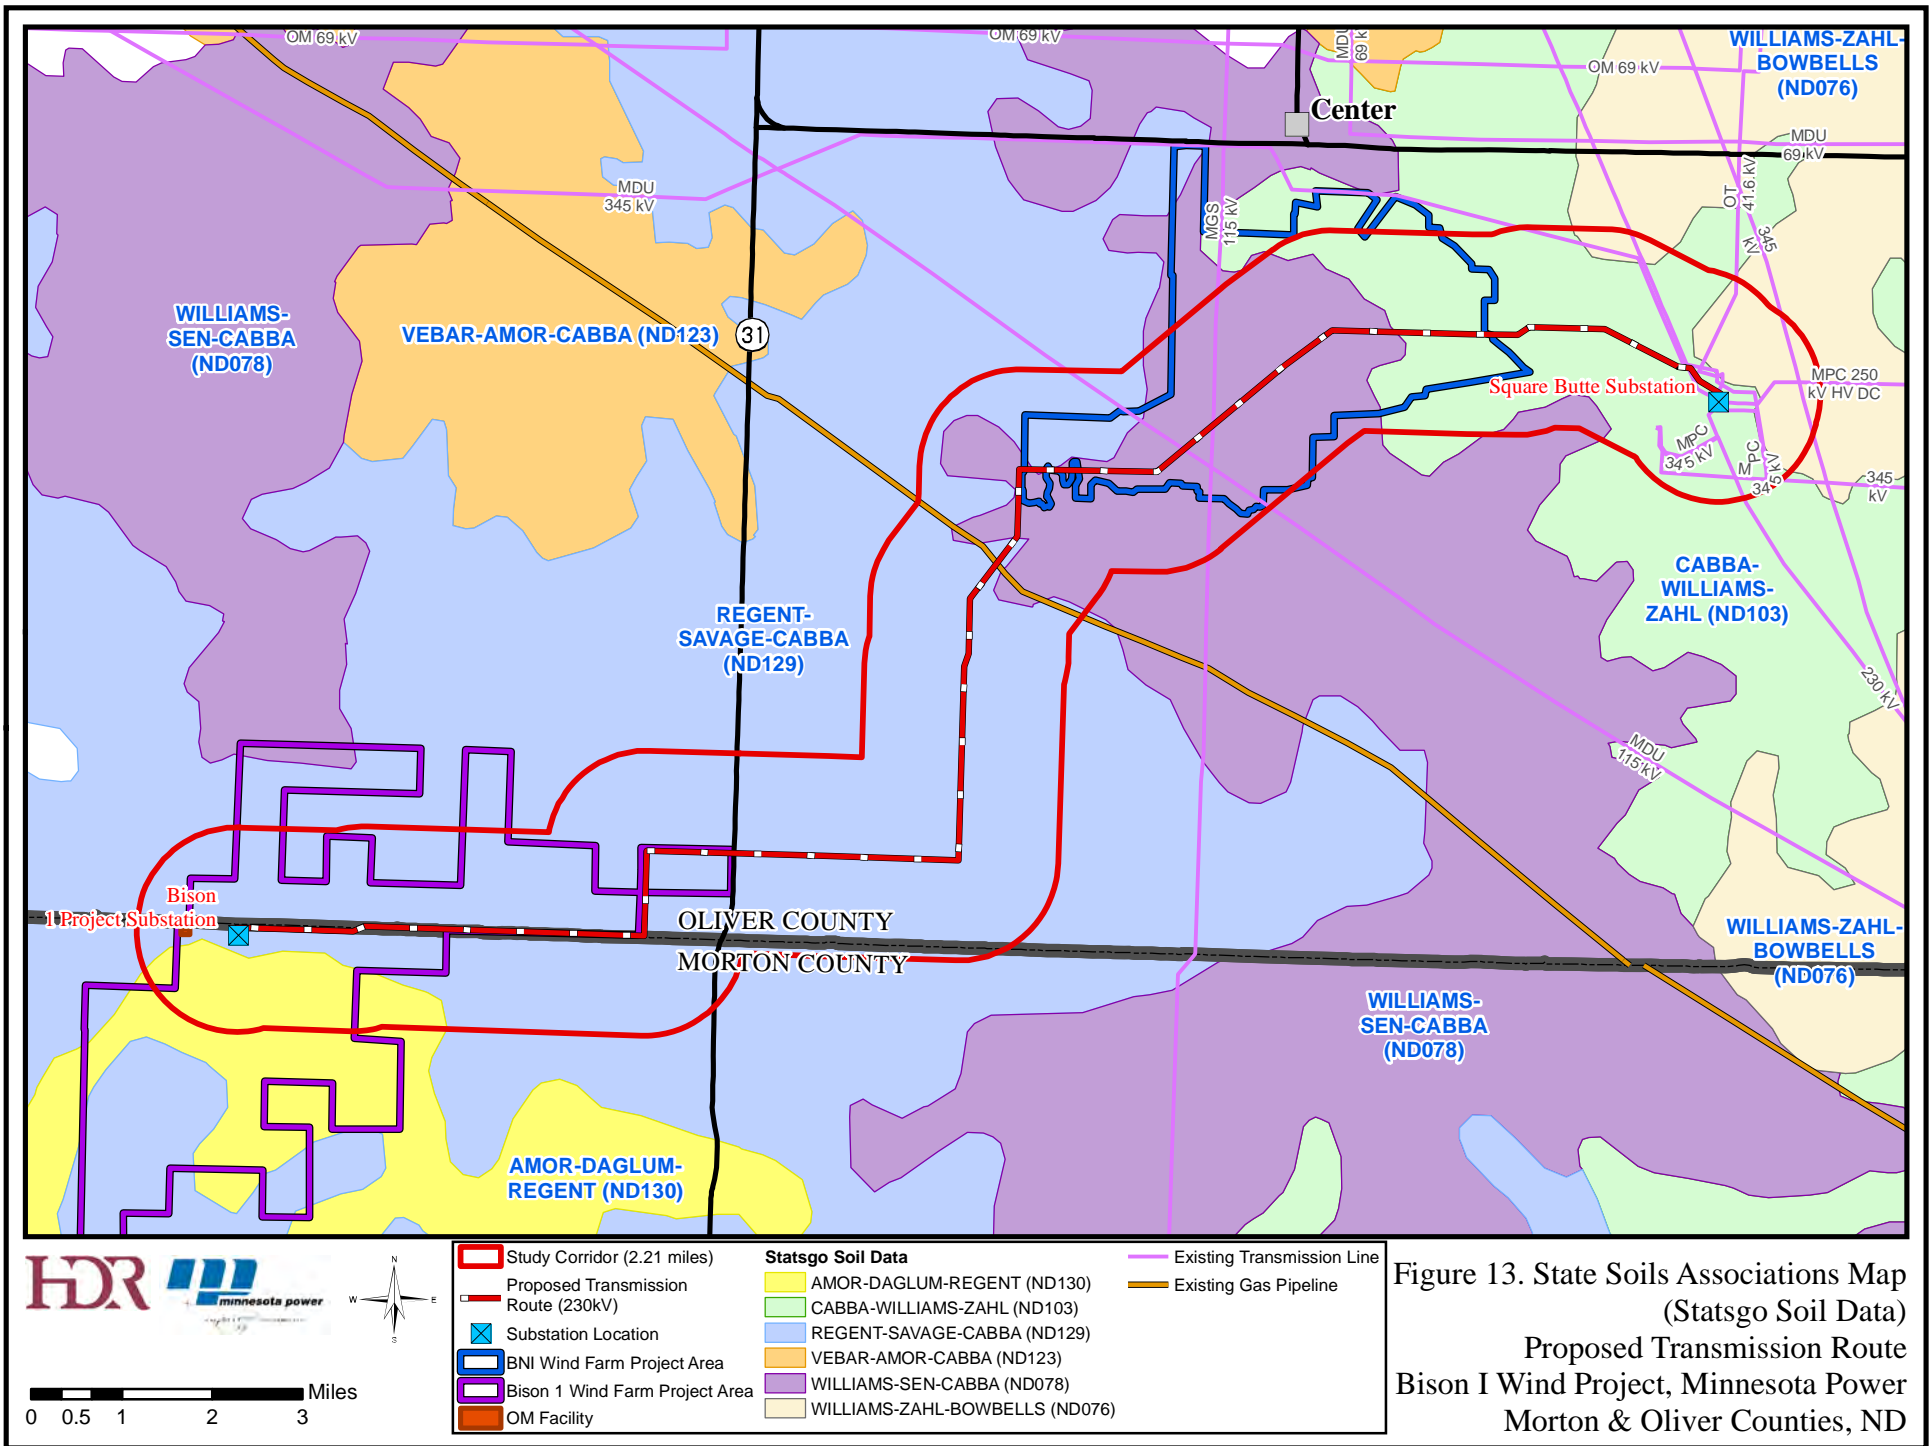 OM 69 kV
OM 69 kV
MDU
69 k
OM 69 kV
WILLIAMS-ZAHL-
BOWBELLS
(ND076)
Center
MDU
69 kV
MDU
345 kV
MGS
115 kV
OT
41.6 kV
345
kV
WILLIAMS-
SEN-CABBA
(ND078)
VEBAR-AMOR-CABBA (ND123)
31
Square Butte Substation
MPC 250
kV HV DC
MPC
345 kV
MPC
345 kV
345
kV
CABBA-
WILLIAMS-
ZAHL (ND103)
REGENT-
SAVAGE-CABBA
(ND129)
230 kV
MDU
115 kV
Bison
1 Project Substation
OLIVER COUNTY
MORTON COUNTY
WILLIAMS-ZAHL-
BOWBELLS
(ND076)
WILLIAMS-
SEN-CABBA
(ND078)
AMOR-DAGLUM-
REGENT (ND130)
HDR
minnesota power
N
W
E
S
Miles
0 0.5 1 2 3
Study Corridor (2.21 miles)
Proposed Transmission
Route (230kV)
Substation Location
BNI Wind Farm Project Area
Bison 1 Wind Farm Project Area
OM Facility
Statsgo Soil Data
AMOR-DAGLUM-REGENT (ND130)
CABBA-WILLIAMS-ZAHL (ND103)
REGENT-SAVAGE-CABBA (ND129)
VEBAR-AMOR-CABBA (ND123)
WILLIAMS-SEN-CABBA (ND078)
WILLIAMS-ZAHL-BOWBELLS (ND076)
Existing Transmission Line
Existing Gas Pipeline
Figure 13. State Soils Associations Map
(Statsgo Soil Data)
Proposed Transmission Route
Bison I Wind Project, Minnesota Power
Morton & Oliver Counties, ND